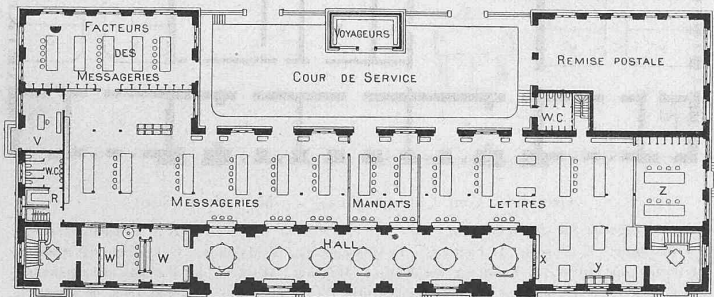 FACTEURS
DES
MESSAGERIES
VOYAGEURS
COUR DE SERVICE
REMISE POSTALE
W.C.
V
W.C.
R
MESSAGERIES
MANDATS
LETTRES
Z
HALL
W
W
X
Y